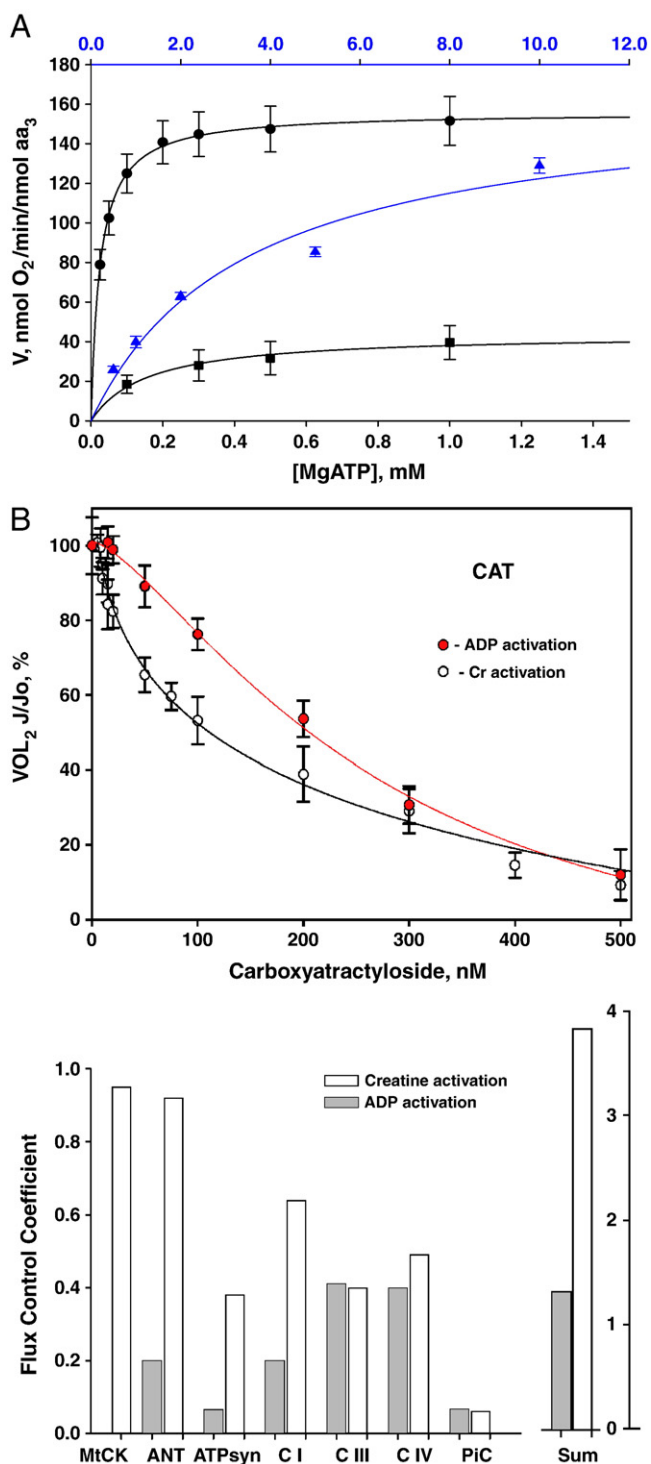 A
0.0 2.0 4.0 6.0 8.0 10.0 12.0
180
160
140
120
100
80
60
40
20
0
V, nmol O2/min/nmol aa3
0.0 0.2 0.4 0.6 0.8 1.0 1.2 1.4
[MgATP], mM
B
100
80
60
40
20
0
VOL2 J/Jo, %
CAT
- ADP activation
- Cr activation
0 100 200 300 400 500
Carboxyatractyloside, nM
1.0
0.8
0.6
0.4
0.2
0.0
Flux Control Coefficient
Creatine activation
ADP activation
4
3
2
1
0
MtCK ANT ATPsyn C I C III C IV PiC Sum